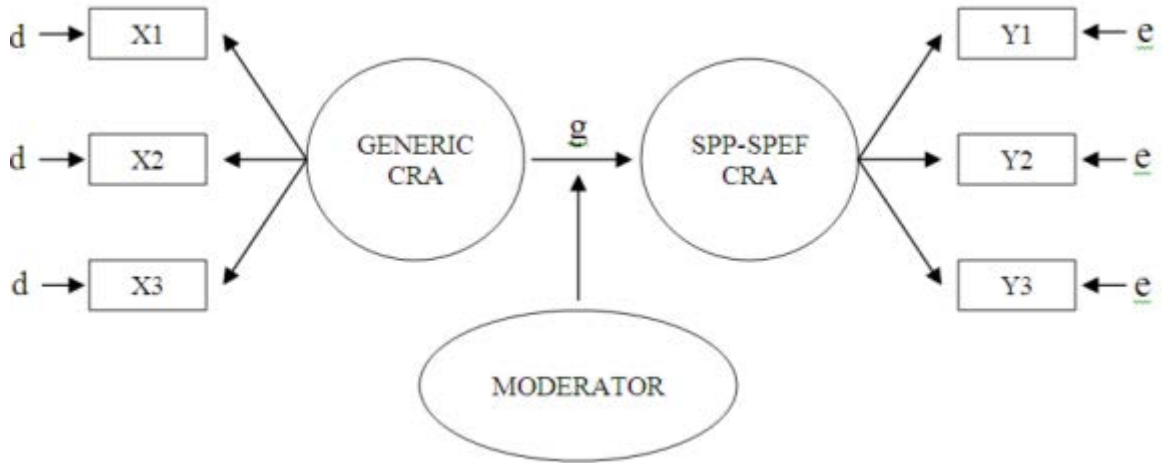 d
X1
Y1
e
g
d
X2
GENERIC
CRA
SPP-SPEF
CRA
Y2
e
d
X3
Y3
e
MODERATOR